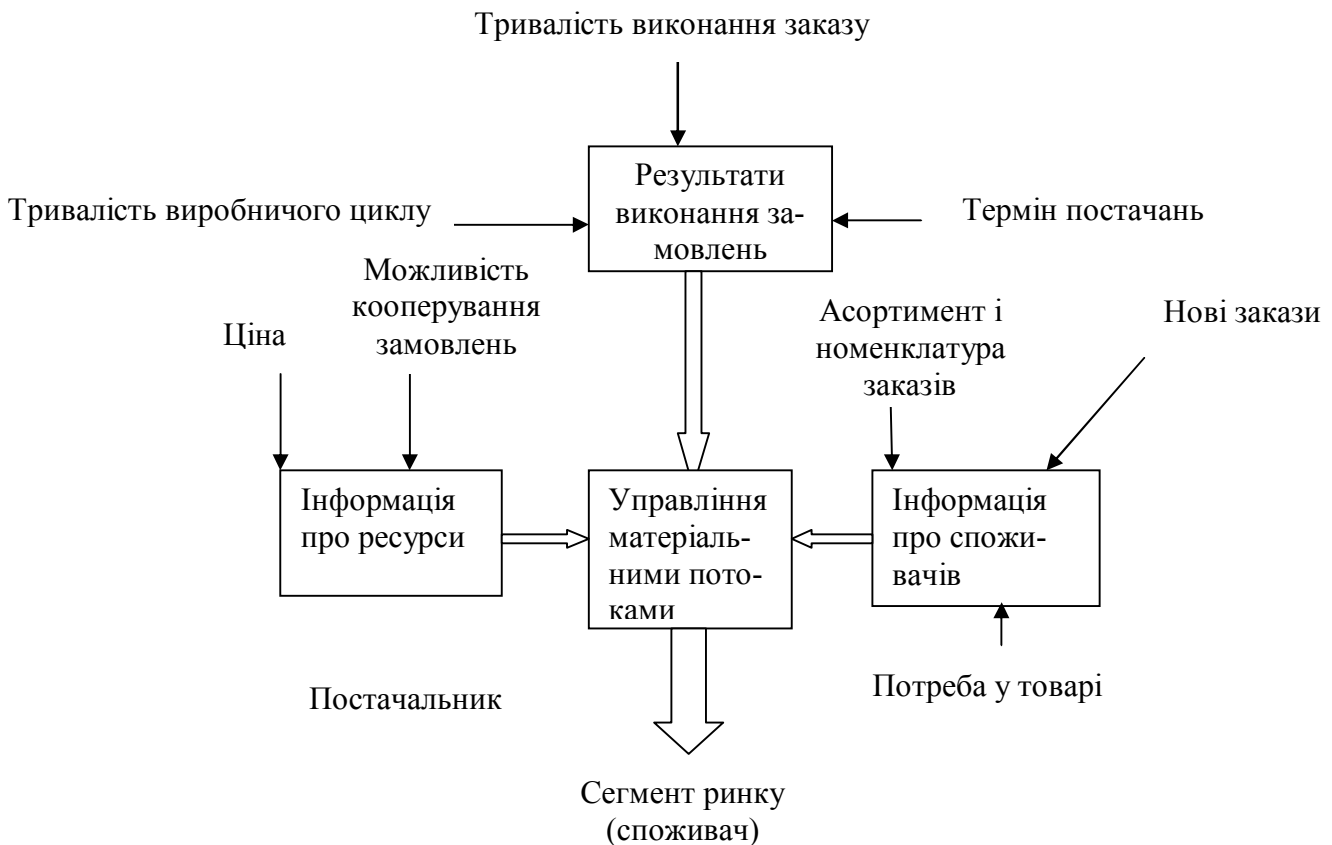 Тривалість виконання заказу
Результати
виконання за-
мовлень
Тривалість виробничого циклу
Термін постачань
Можливість
кооперування
замовлень
Ціна
Асортимент і
номенклатура
заказів
Нові закази
Інформація
про ресурси
Управління
матеріаль-
ними пото-
ками
Інформація
про спожи-
вачів
Постачальник
Потреба у товарі
Сегмент ринку
(споживач)